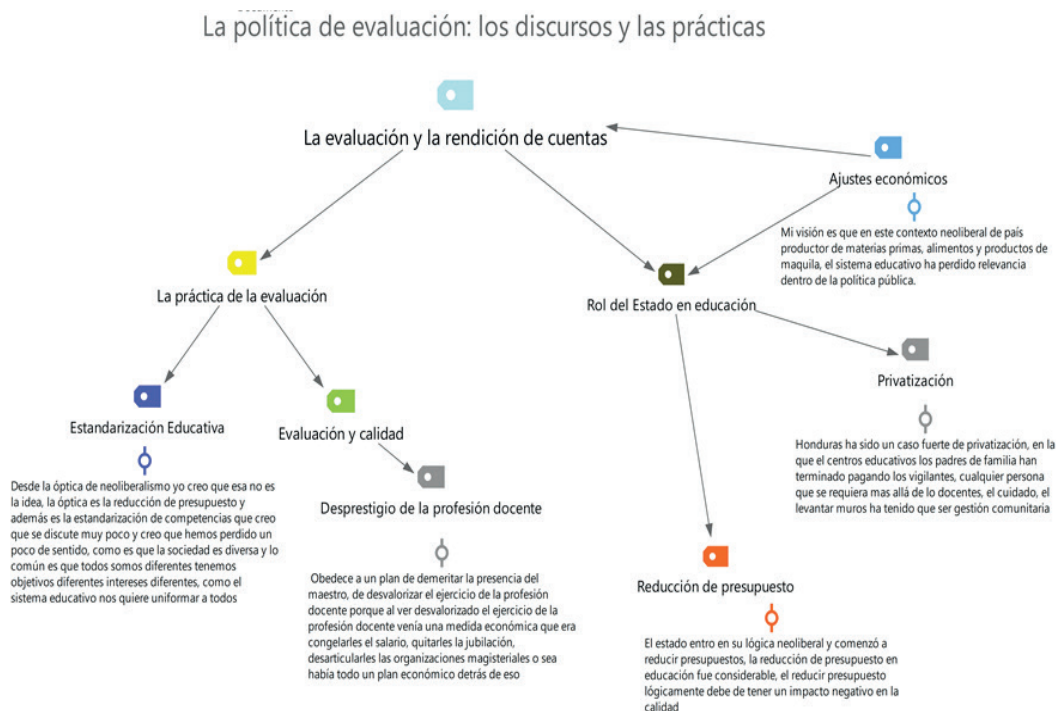 La política de evaluación: los discursos y las prácticas
La evaluación y la rendición de cuentas
Ajustes económicos
Mi visión es que en este contexto neoliberal de país
productor de materias primas, alimentos y productos de
maquila, el sistema educativo ha perdido relevancia
dentro de la política pública.
La práctica de la evaluación
Rol del Estado en educación
Privatización
Honduras ha sido un caso fuerte de privatización, en la
que el centros educativos los padres de familia han
terminado pagando los vigilantes, cualquier persona
que se requiera mas allá de lo docentes, el cuidado, el
levantar muros ha tenido que ser gestión comunitaria
Estandarización Educativa
Desde la óptica de neoliberalismo yo creo que esa no es
la idea, la óptica es la reducción de presupuesto y
además es la estandarización de competencias que creo
que se discute muy poco y creo que hemos perdido un
poco de sentido, como es que la sociedad es diversa y lo
común es que todos somos diferentes tenemos
objetivos diferentes intereses diferentes, como el
sistema educativo nos quiere uniformar a todos
Evaluación y calidad
Desprestigio de la profesión docente
Obedece a un plan de demeritar la presencia del
maestro, de desvalorizar el ejercicio de la profesión
docente porque al ver desvalorizado el ejercicio de la
profesión docente venía una medida económica que era
congelarles el salario, quitarles la jubilación,
desarticularles las organizaciones magisteriales o sea
había todo un plan económico detrás de eso
Reducción de presupuesto
El estado entro en su lógica neoliberal y comenzó a
reducir presupuestos, la reducción de presupuesto en
educación fue considerable, el reducir presupuesto
lógicamente debe de tener un impacto negativo en la
calidad